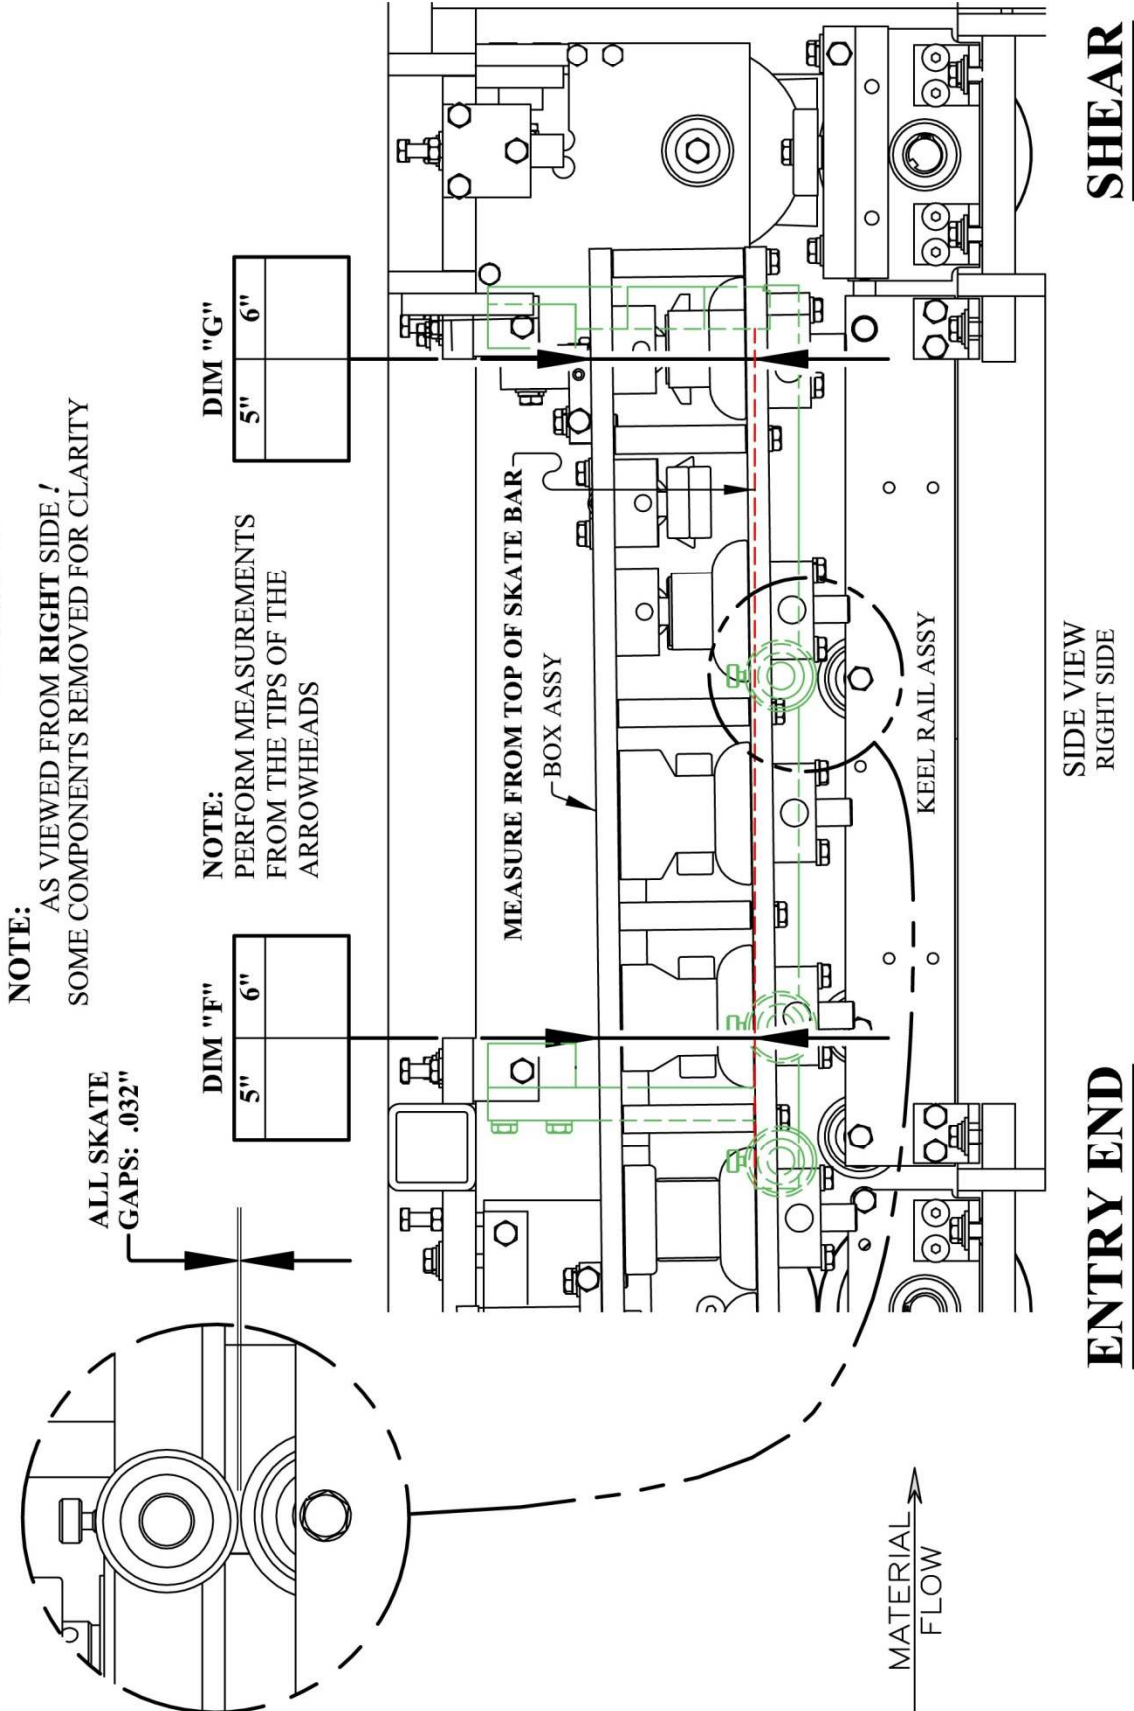 NOTE:
AS VIEWED FROM RIGHT SIDE !
SOME COMPONENTS REMOVED FOR CLARITY
ALL SKATE
GAPS: .032"
DIM "F"
5" 6"
NOTE:
PERFORM MEASUREMENTS
FROM THE TIPS OF THE
ARROWHEADS
DIM "G"
5" 6"
MEASURE FROM TOP OF SKATE BAR
BOX ASSY
KEEL RAIL ASSY
MATERIAL
FLOW
SIDE VIEW
RIGHT SIDE
ENTRY END
SHEAR